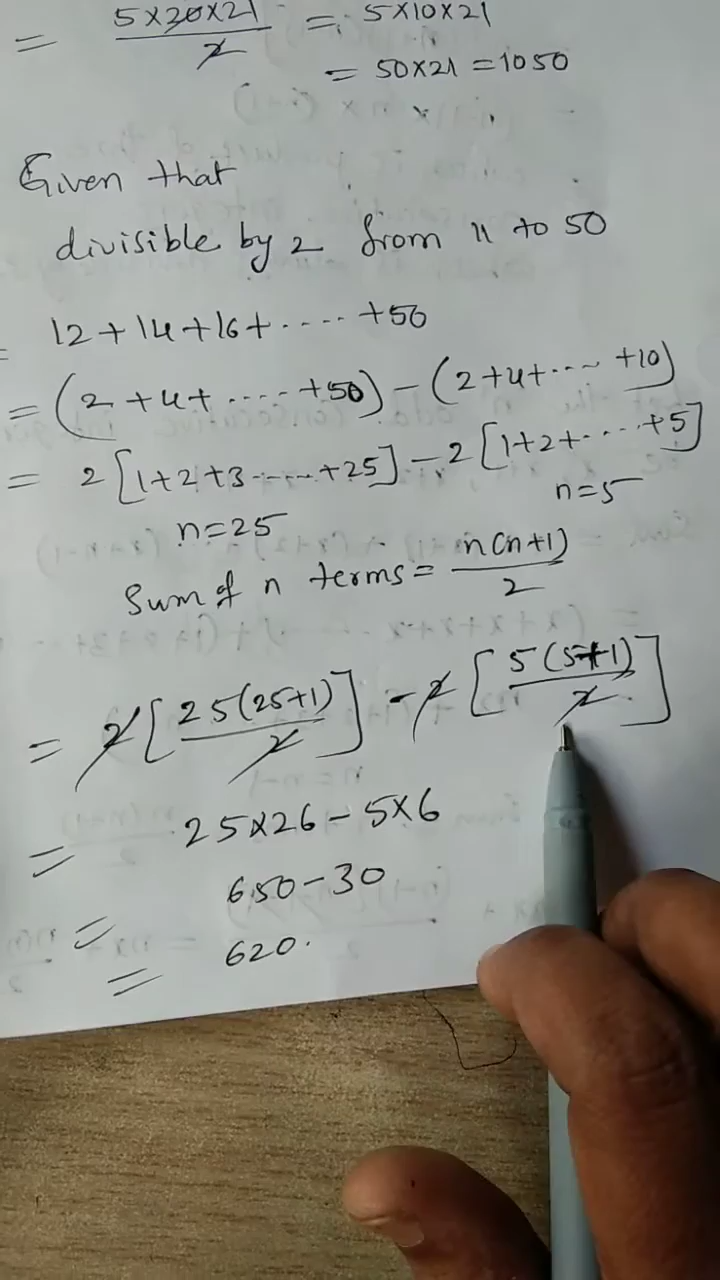 = 5×20×21/2 = 5×10×21
= 50×21 = 1050
Given that
divisible by 2 from 11 to 50
= 12+14+16+....+50
= (2+4+....+50)-(2+4+...+10)
= 2[1+2+3....+25]-2[1+2+...+5]
n=25 n=5
Sum of n terms = n(n+1)/2
= 2[25(25+1)/2] - 2[5(5+1)/2]
= 25×26-5×6
= 650-30
= 620.